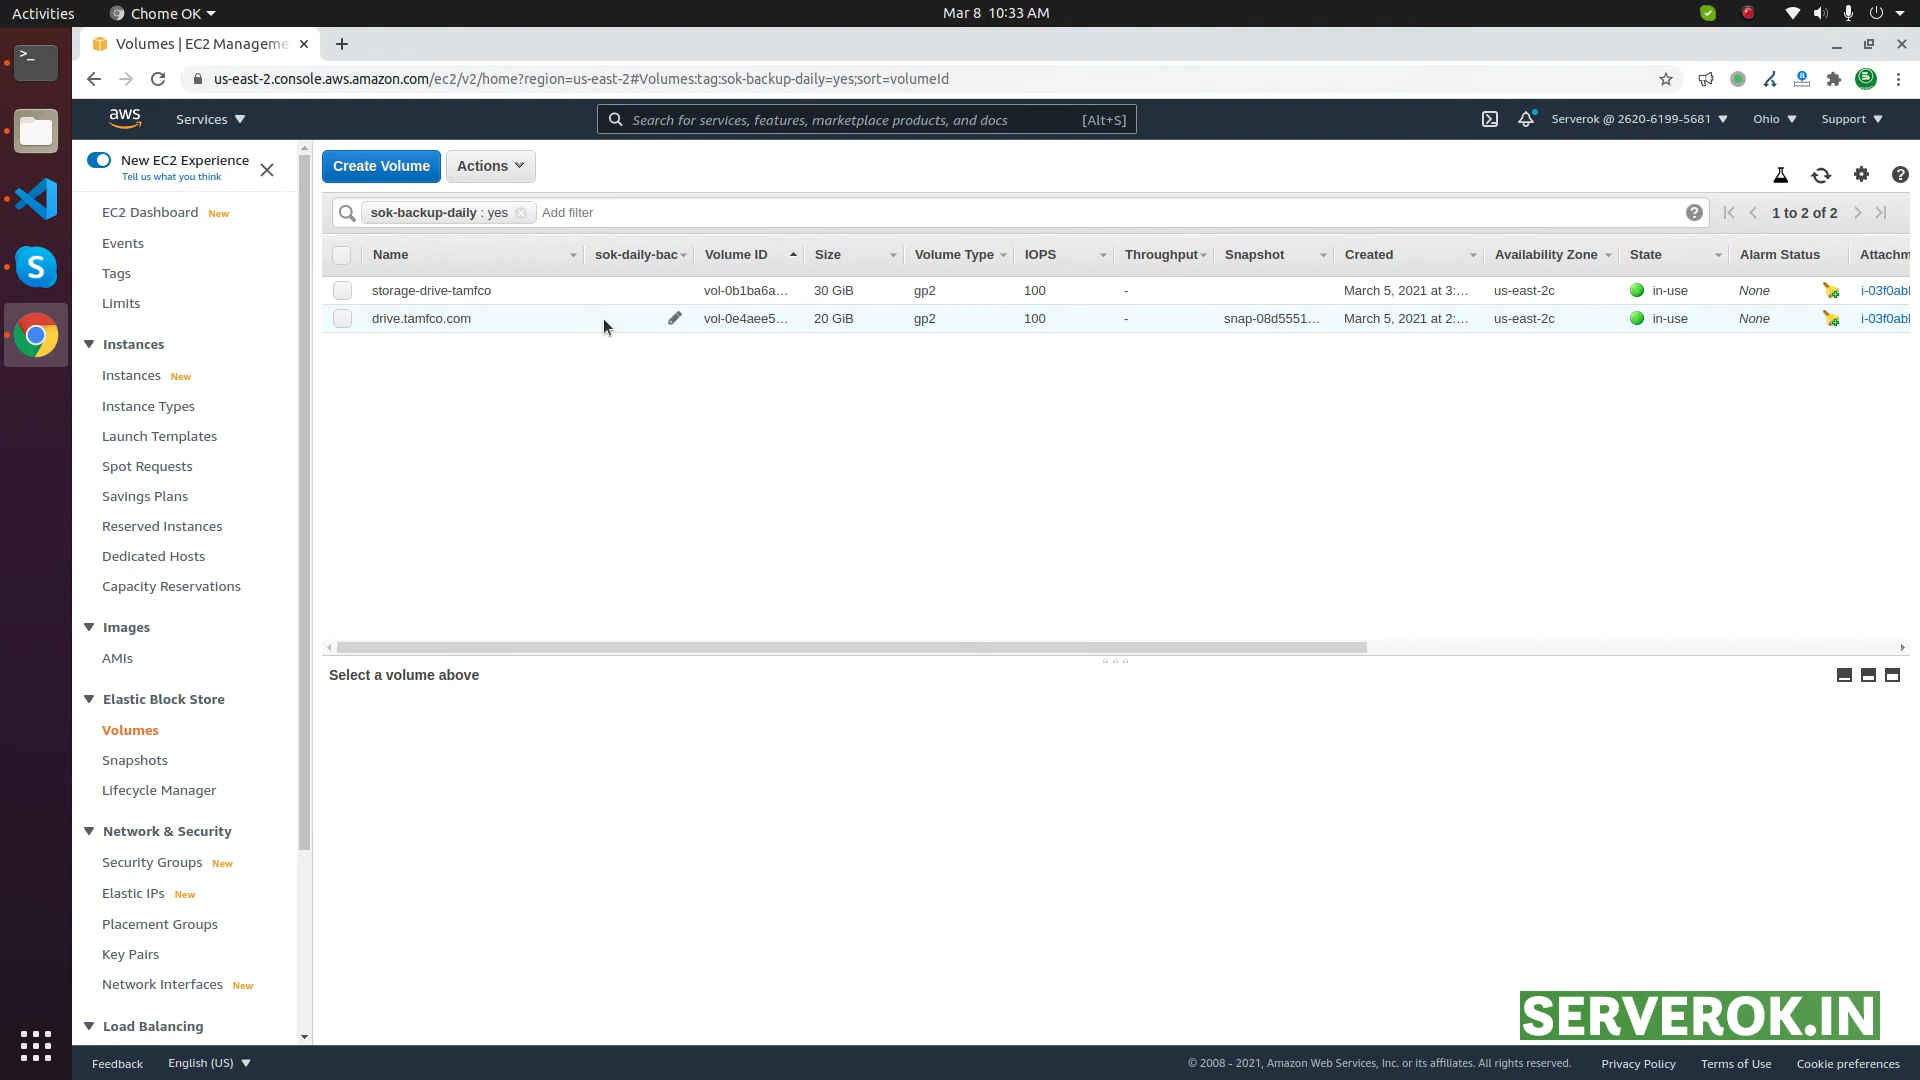 Activities
Chome OK
Mar 8 10:33 AM
Volumes | EC2 Manageme
us-east-2.console.aws.amazon.com/ec2/v2/home?region=us-east-2#Volumes:tag:sok-backup-daily=yes;sort=volumeId
aws
Services
Search for services, features, marketplace products, and docs
[Alt+S]
Serverok @ 2620-6199-5681
Ohio
Support
New EC2 Experience
Tell us what you think
EC2 Dashboard New
Events
Tags
Limits
Instances
Instances New
Instance Types
Launch Templates
Spot Requests
Savings Plans
Reserved Instances
Dedicated Hosts
Capacity Reservations
Images
AMIs
Elastic Block Store
Volumes
Snapshots
Lifecycle Manager
Network & Security
Security Groups New
Elastic IPs New
Placement Groups
Key Pairs
Network Interfaces New
Load Balancing
Create Volume
Actions
sok-backup-daily : yes
Add filter
1 to 2 of 2
Name sok-daily-bac Volume ID Size Volume Type IOPS Throughput Snapshot Created Availability Zone State Alarm Status Attachm
storage-drive-tamfco vol-0b1ba6a... 30 GiB gp2 100 - March 5, 2021 at 3:... us-east-2c in-use None i-03f0abl
drive.tamfco.com vol-0e4aee5... 20 GiB gp2 100 - snap-08d5551... March 5, 2021 at 2:... us-east-2c in-use None i-03f0abl
Select a volume above
SERVEROK.IN
Feedback
English (US)
© 2008 - 2021, Amazon Web Services, Inc. or its affiliates. All rights reserved.
Privacy Policy
Terms of Use
Cookie preferences